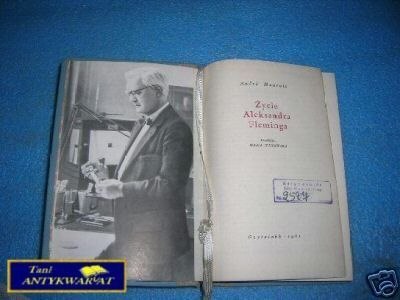 André Maurois
Życie
Aleksandra
Fleminga
Czytelnik · 1961
Tani
ANTYKWARIAT